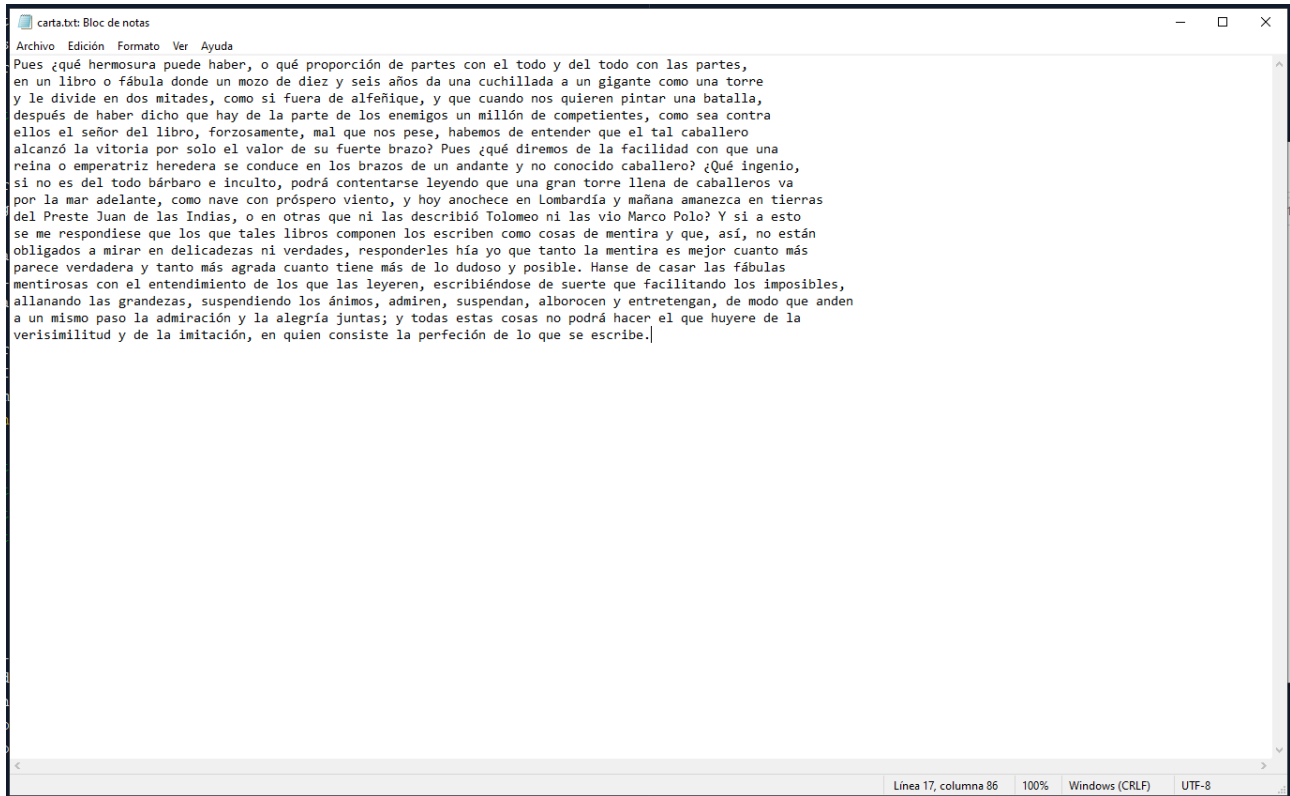 carta.txt: Bloc de notas
Archivo Edición Formato Ver Ayuda
Pues ¿qué hermosura puede haber, o qué proporción de partes con el todo y del todo con las partes,
en un libro o fábula donde un mozo de diez y seis años da una cuchillada a un gigante como una torre
y le divide en dos mitades, como si fuera de alfeñique, y que cuando nos quieren pintar una batalla,
después de haber dicho que hay de la parte de los enemigos un millón de competientes, como sea contra
ellos el señor del libro, forzosamente, mal que nos pese, habemos de entender que el tal caballero
alcanzó la vitoria por solo el valor de su fuerte brazo? Pues ¿qué diremos de la facilidad con que una
reina o emperatriz heredera se conduce en los brazos de un andante y no conocido caballero? ¿Qué ingenio,
si no es del todo bárbaro e inculto, podrá contentarse leyendo que una gran torre llena de caballeros va
por la mar adelante, como nave con próspero viento, y hoy anochece en Lombardía y mañana amanezca en tierras
del Preste Juan de las Indias, o en otras que ni las describió Tolomeo ni las vio Marco Polo? Y si a esto
se me respondiese que los que tales libros componen los escriben como cosas de mentira y que, así, no están
obligados a mirar en delicadezas ni verdades, responderles hía yo que tanto la mentira es mejor cuanto más
parece verdadera y tanto más agrada cuanto tiene más de lo dudoso y posible. Hanse de casar las fábulas
mentirosas con el entendimiento de los que las leyeren, escribiéndose de suerte que facilitando los imposibles,
allanando las grandezas, suspendiendo los ánimos, admiren, suspendan, alborocen y entretengan, de modo que anden
a un mismo paso la admiración y la alegría juntas; y todas estas cosas no podrá hacer el que huyere de la
verisimilitud y de la imitación, en quien consiste la perfeción de lo que se escribe.
Línea 17, columna 86 100% Windows (CRLF) UTF-8